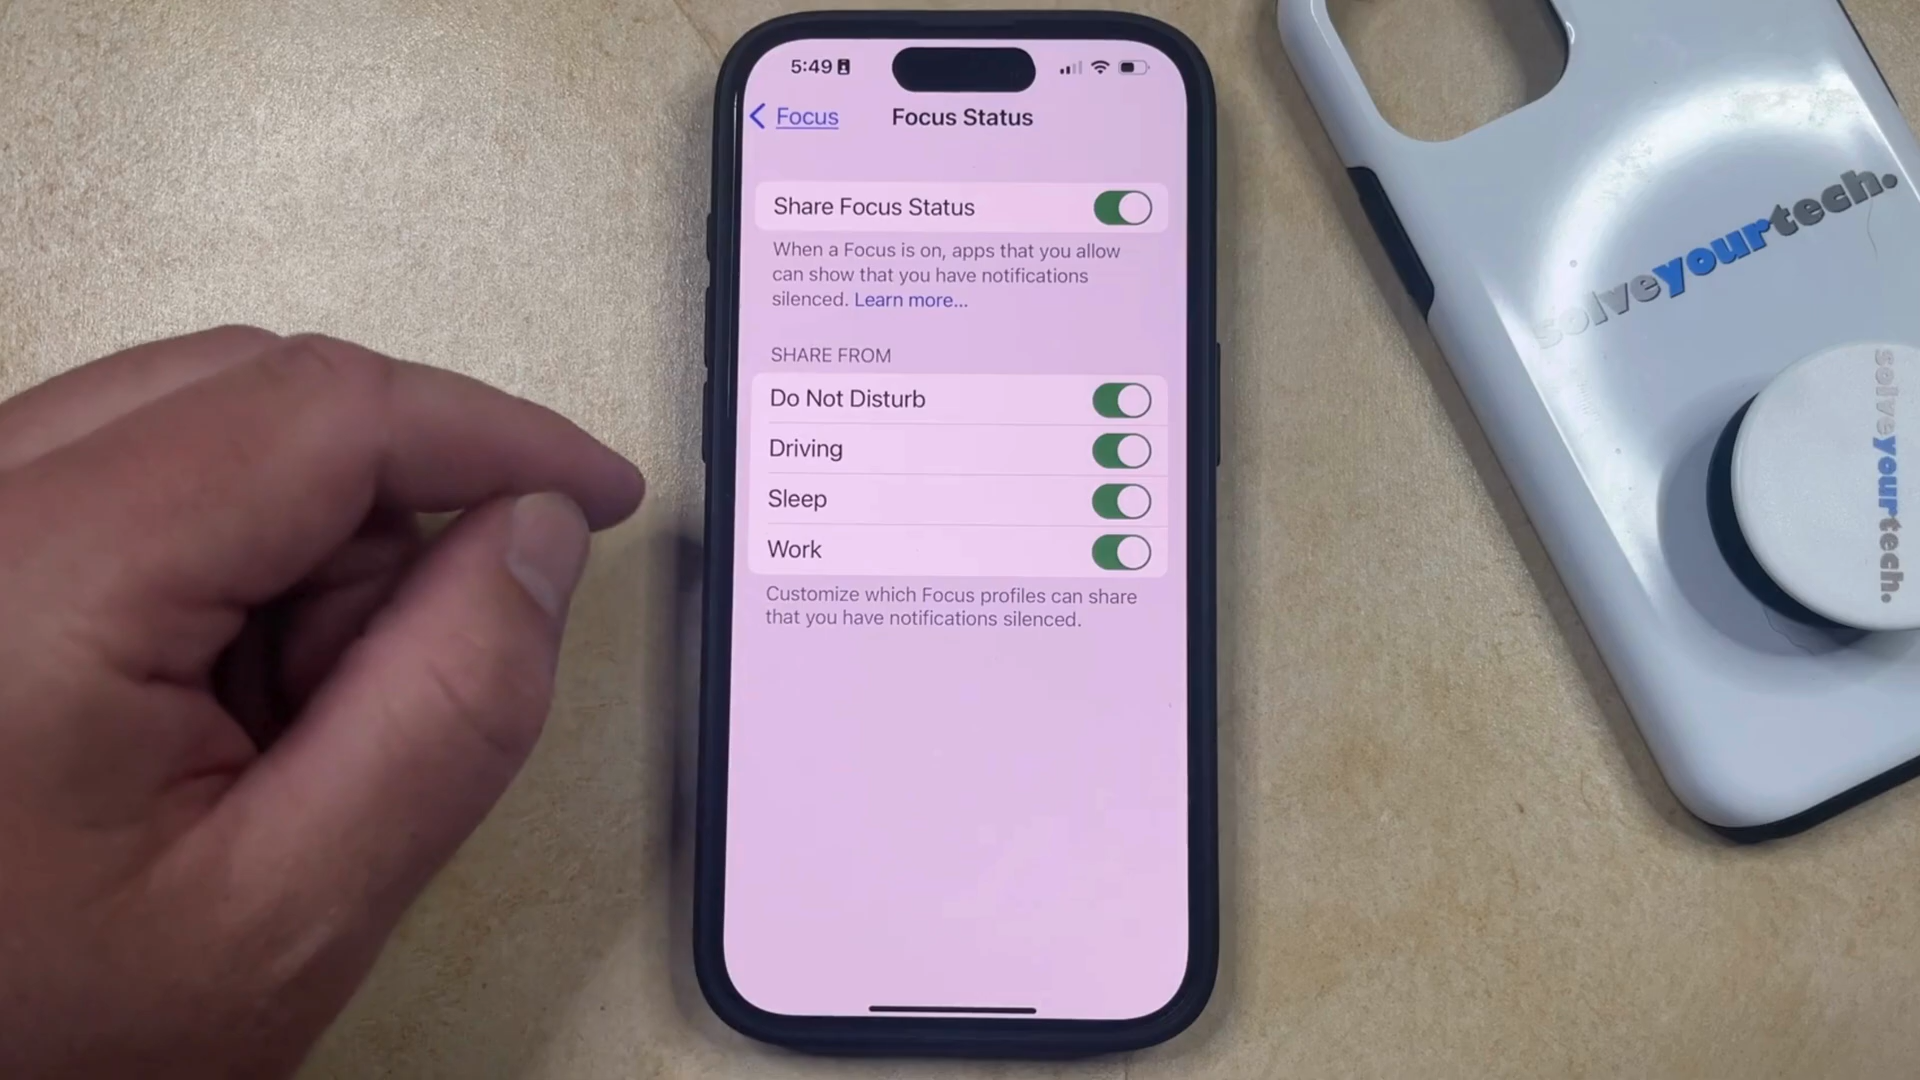 5:49
Focus
Focus Status
Share Focus Status
When a Focus is on, apps that you allow
can show that you have notifications
silenced. Learn more...
SHARE FROM
Do Not Disturb
Driving
Sleep
Work
Customize which Focus profiles can share
that you have notifications silenced.
solveyourtech.
solveyourtech.